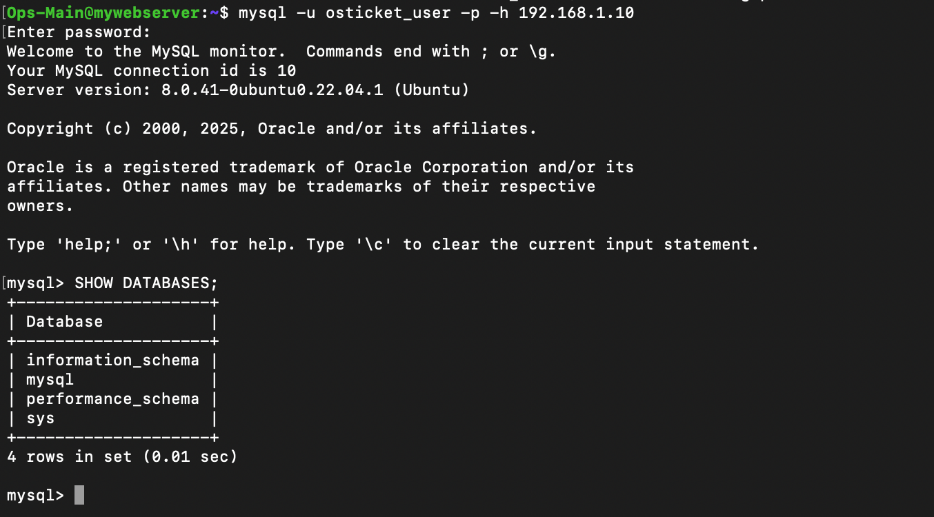 [Ops-Main@mywebserver:~$ mysql -u osticket_user -p -h 192.168.1.10
[Enter password:
Welcome to the MySQL monitor.  Commands end with ; or \g.
Your MySQL connection id is 10
Server version: 8.0.41-0ubuntu0.22.04.1 (Ubuntu)

Copyright (c) 2000, 2025, Oracle and/or its affiliates.

Oracle is a registered trademark of Oracle Corporation and/or its
affiliates. Other names may be trademarks of their respective
owners.

Type 'help;' or '\h' for help. Type '\c' to clear the current input statement.

[mysql> SHOW DATABASES;
+--------------------+
| Database           |
+--------------------+
| information_schema |
| mysql              |
| performance_schema |
| sys                |
+--------------------+
4 rows in set (0.01 sec)

mysql>